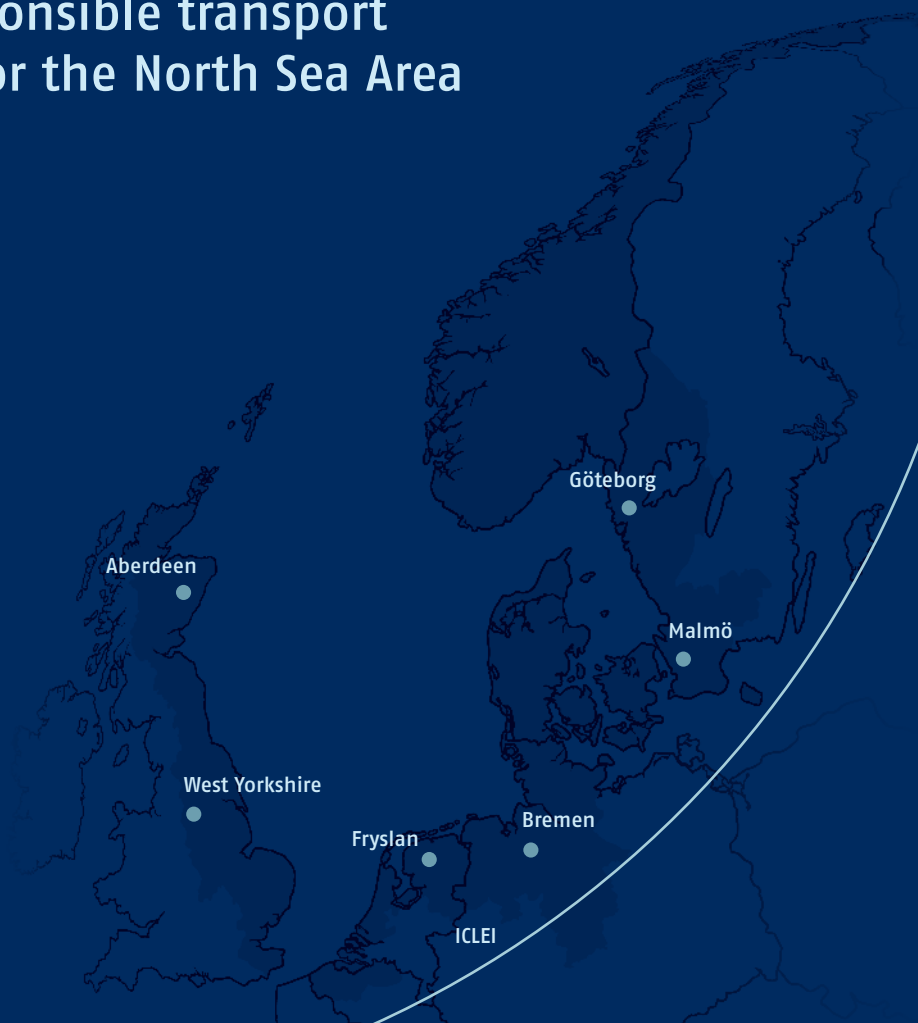 onsible transport
or the North Sea Area
Göteborg
Aberdeen
Malmö
West Yorkshire
Bremen
Fryslan
ICLEI